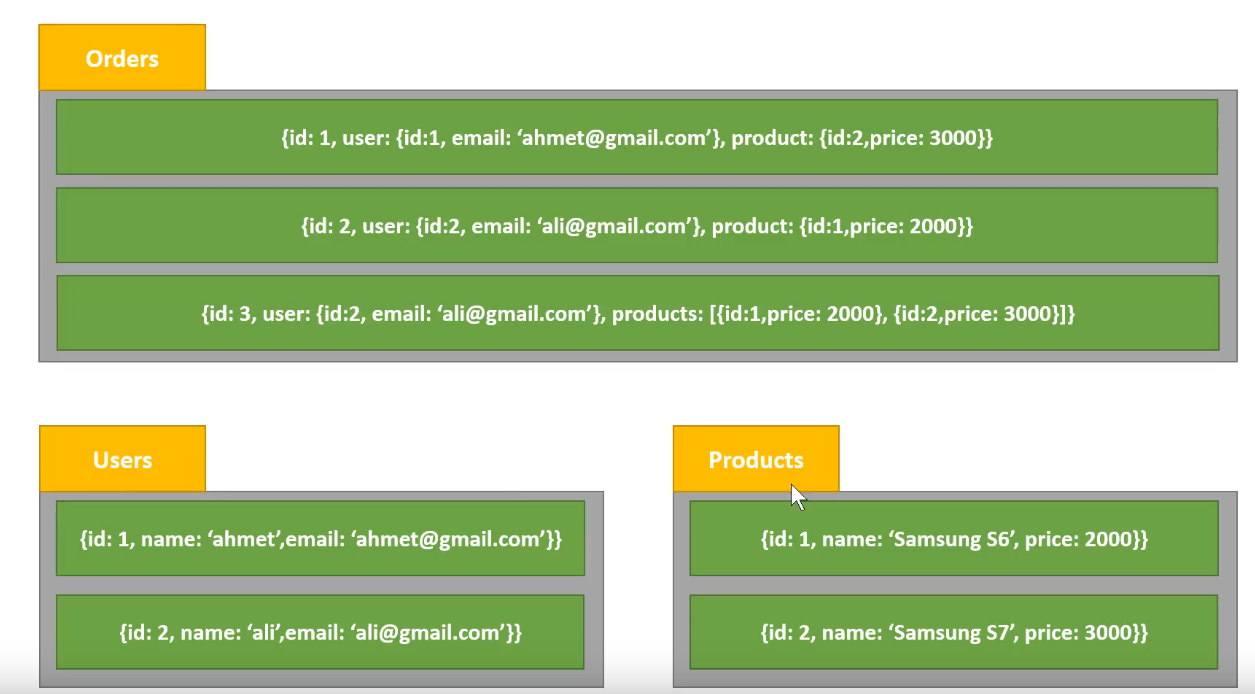 Orders
{id: 1, user: {id:1, email: ‘ahmet@gmail.com’}, product: {id:2,price: 3000}}
{id: 2, user: {id:2, email: ‘ali@gmail.com’}, product: {id:1,price: 2000}}
{id: 3, user: {id:2, email: ‘ali@gmail.com’}, products: [{id:1,price: 2000}, {id:2,price: 3000}]}
Users
{id: 1, name: ‘ahmet’,email: ‘ahmet@gmail.com’}}
{id: 2, name: ‘ali’,email: ‘ali@gmail.com’}}
Products
{id: 1, name: ‘Samsung S6’, price: 2000}}
{id: 2, name: ‘Samsung S7’, price: 3000}}